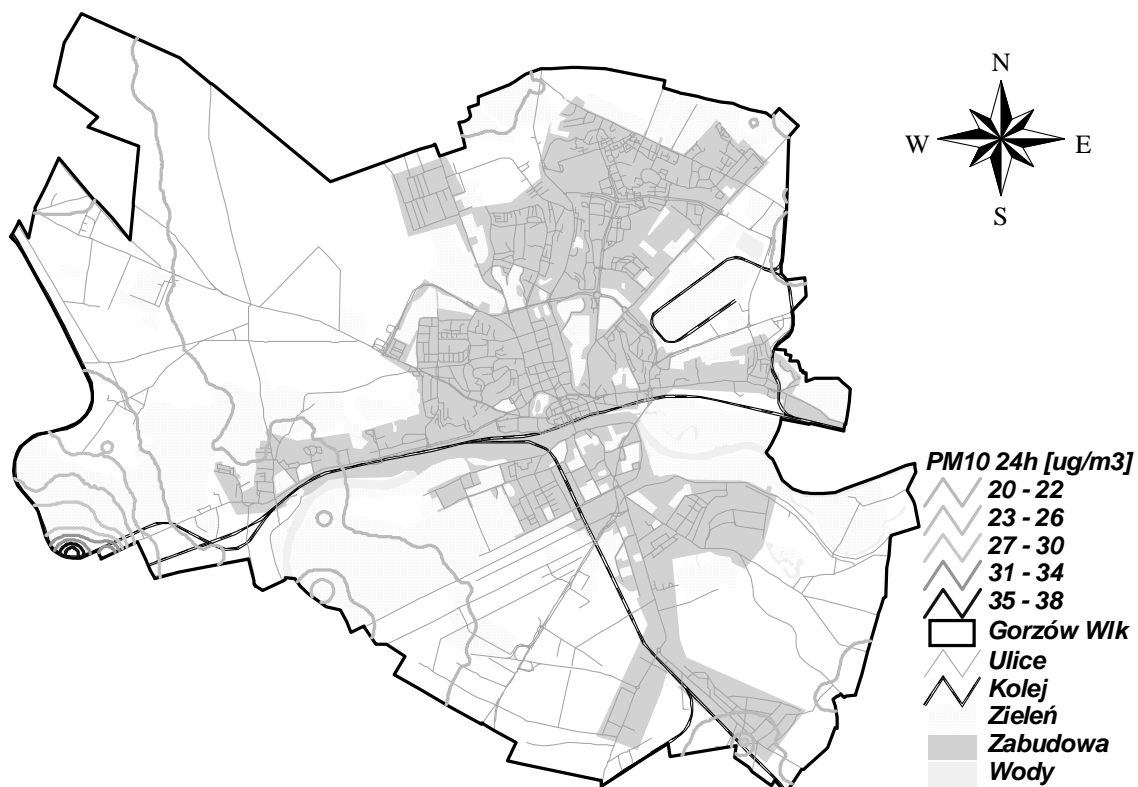 N
W E
S
PM10 24h [ug/m3]
20 - 22
23 - 26
27 - 30
31 - 34
35 - 38
Gorzów Wlk
Ulice
Kolej
Zieleń
Zabudowa
Wody